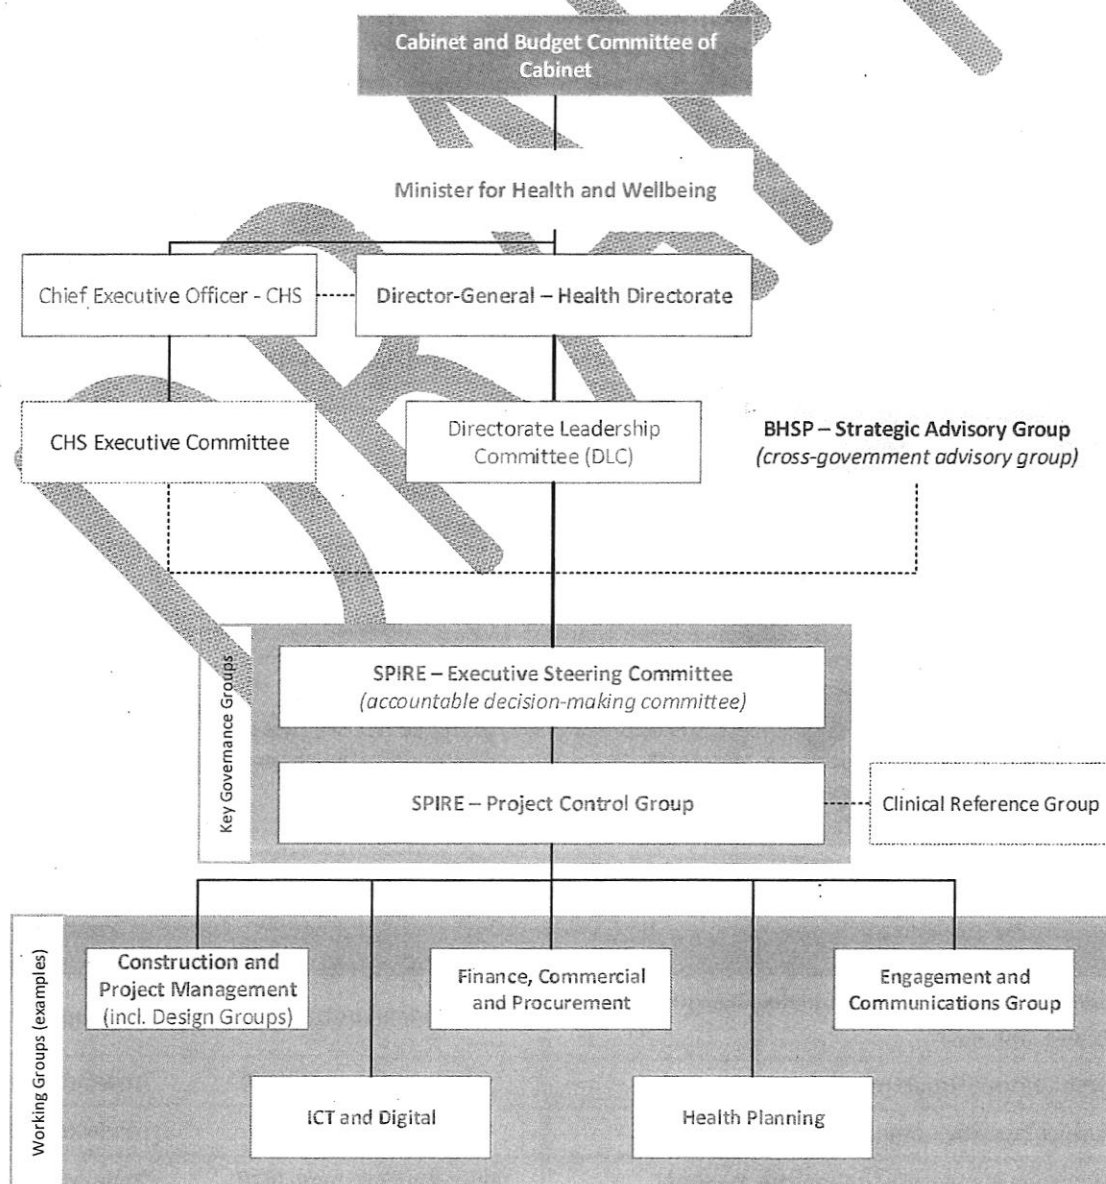 Cabinet and Budget Committee of
Cabinet
Minister for Health and Wellbeing
Chief Executive Officer - CHS
Director-General – Health Directorate
CHS Executive Committee
Directorate Leadership
Committee (DLC)
BHSP – Strategic Advisory Group
(cross-government advisory group)
Key Governance Groups
SPIRE – Executive Steering Committee
(accountable decision-making committee)
SPIRE – Project Control Group
Clinical Reference Group
Working Groups (examples)
Construction and
Project Management
(incl. Design Groups)
Finance, Commercial
and Procurement
Engagement and
Communications Group
ICT and Digital
Health Planning